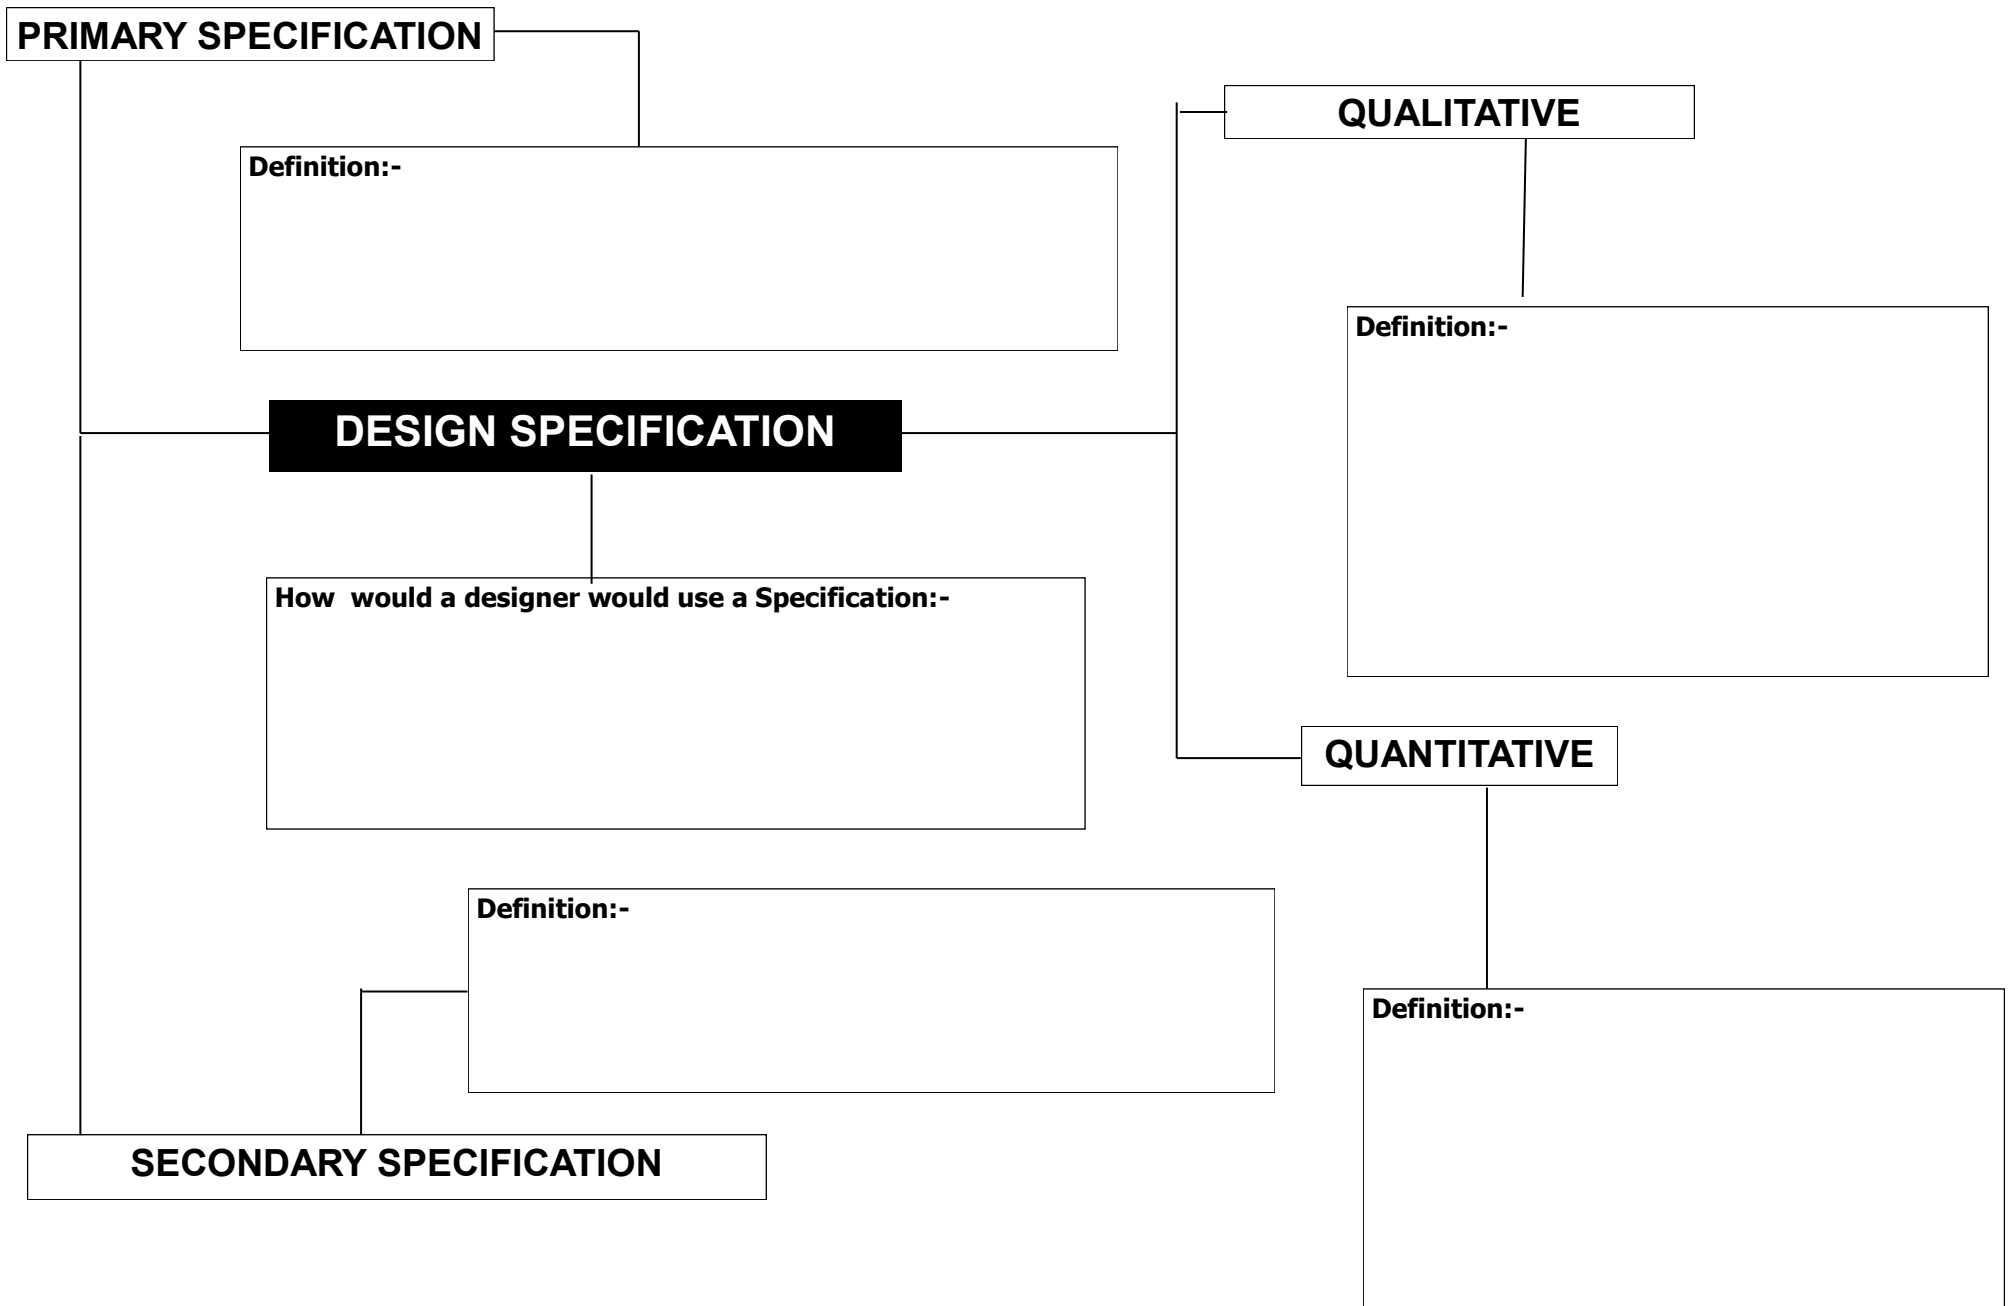 PRIMARY SPECIFICATION
QUALITATIVE
Definition:-
Definition:-
DESIGN SPECIFICATION
How  would a designer would use a Specification:-
QUANTITATIVE
Definition:-
Definition:-
SECONDARY SPECIFICATION